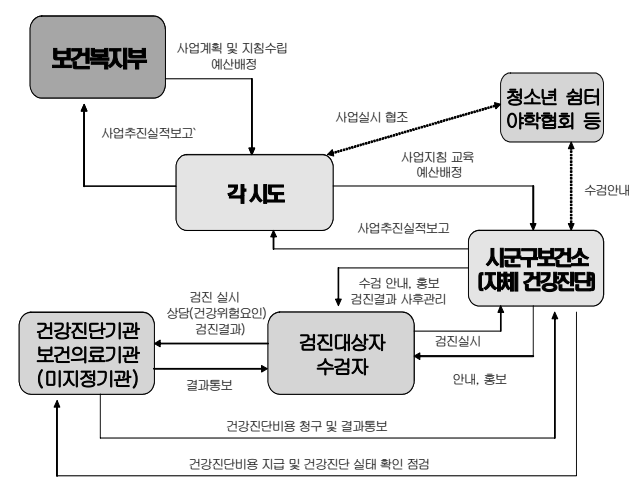 보건복지부
사업계획 및 지침수립
예산배정
사업추진실적보고`
사업실시 협조
청소년 쉼터
야학협회 등
각 시도
사업지침 교육
예산배정
수검안내
사업추진실적보고
시군구보건소
(자체 건강진단)
수검 안내, 홍보
검진결과 사후관리
검진 실시
상담(건강위험요인)
검진결과)
건강진단기관
보건의료기관
(미지정기관)
검진대상자
수검자
검진실시
결과통보
안내, 홍보
건강진단비용 청구 및 결과통보
건강진단비용 지급 및 건강진단 실태 확인 점검